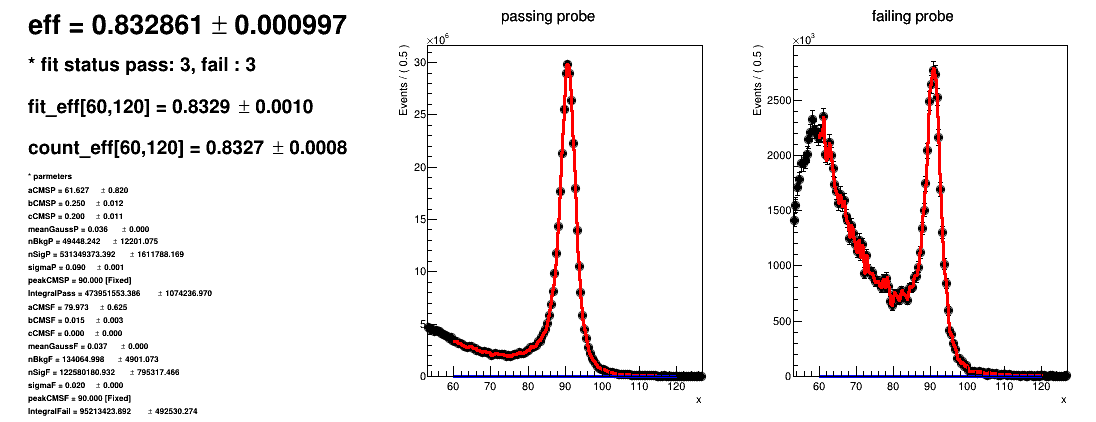 eff = 0.832861 ± 0.000997
* fit status pass: 3, fail : 3
fit_eff[60,120] = 0.8329 ± 0.0010
count_eff[60,120] = 0.8327 ± 0.0008
* parmeters
aCMSP = 61.627 ± 0.820
bCMSP = 0.250 ± 0.012
cCMSP = 0.200 ± 0.011
meanGaussP = 0.036 ± 0.000
nBkgP = 49448.242 ± 12201.075
nSigP = 531349373.392 ± 1611788.169
sigmaP = 0.090 ± 0.001
peakCMSP = 90.000 [Fixed]
IntegralPass = 473951553.386 ± 1074236.970
aCMSF = 79.973 ± 0.625
bCMSF = 0.015 ± 0.003
cCMSF = 0.000 ± 0.000
meanGaussF = 0.037 ± 0.000
nBkgF = 134064.998 ± 4901.073
nSigF = 122580180.932 ± 795317.466
sigmaF = 0.020 ± 0.000
peakCMSF = 90.000 [Fixed]
IntegralFail = 95213423.892 ± 492530.274
passing probe
×10⁶
Events / ( 0.5 )
30
25
20
15
10
5
0
60 70 80 90 100 110 120
x
failing probe
×10³
Events / ( 0.5 )
2500
2000
1500
1000
500
0
60 70 80 90 100 110 120
x